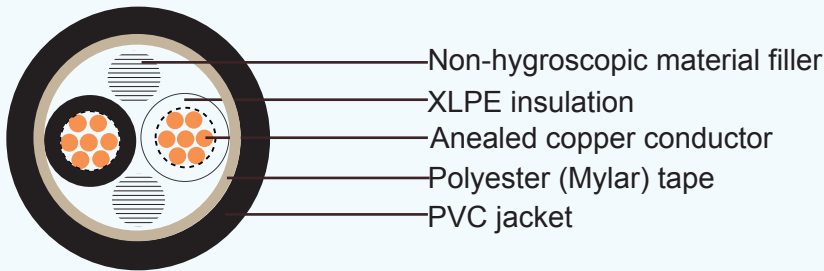 Non-hygroscopic material filler
XLPE insulation
Anealed copper conductor
Polyester (Mylar) tape
PVC jacket